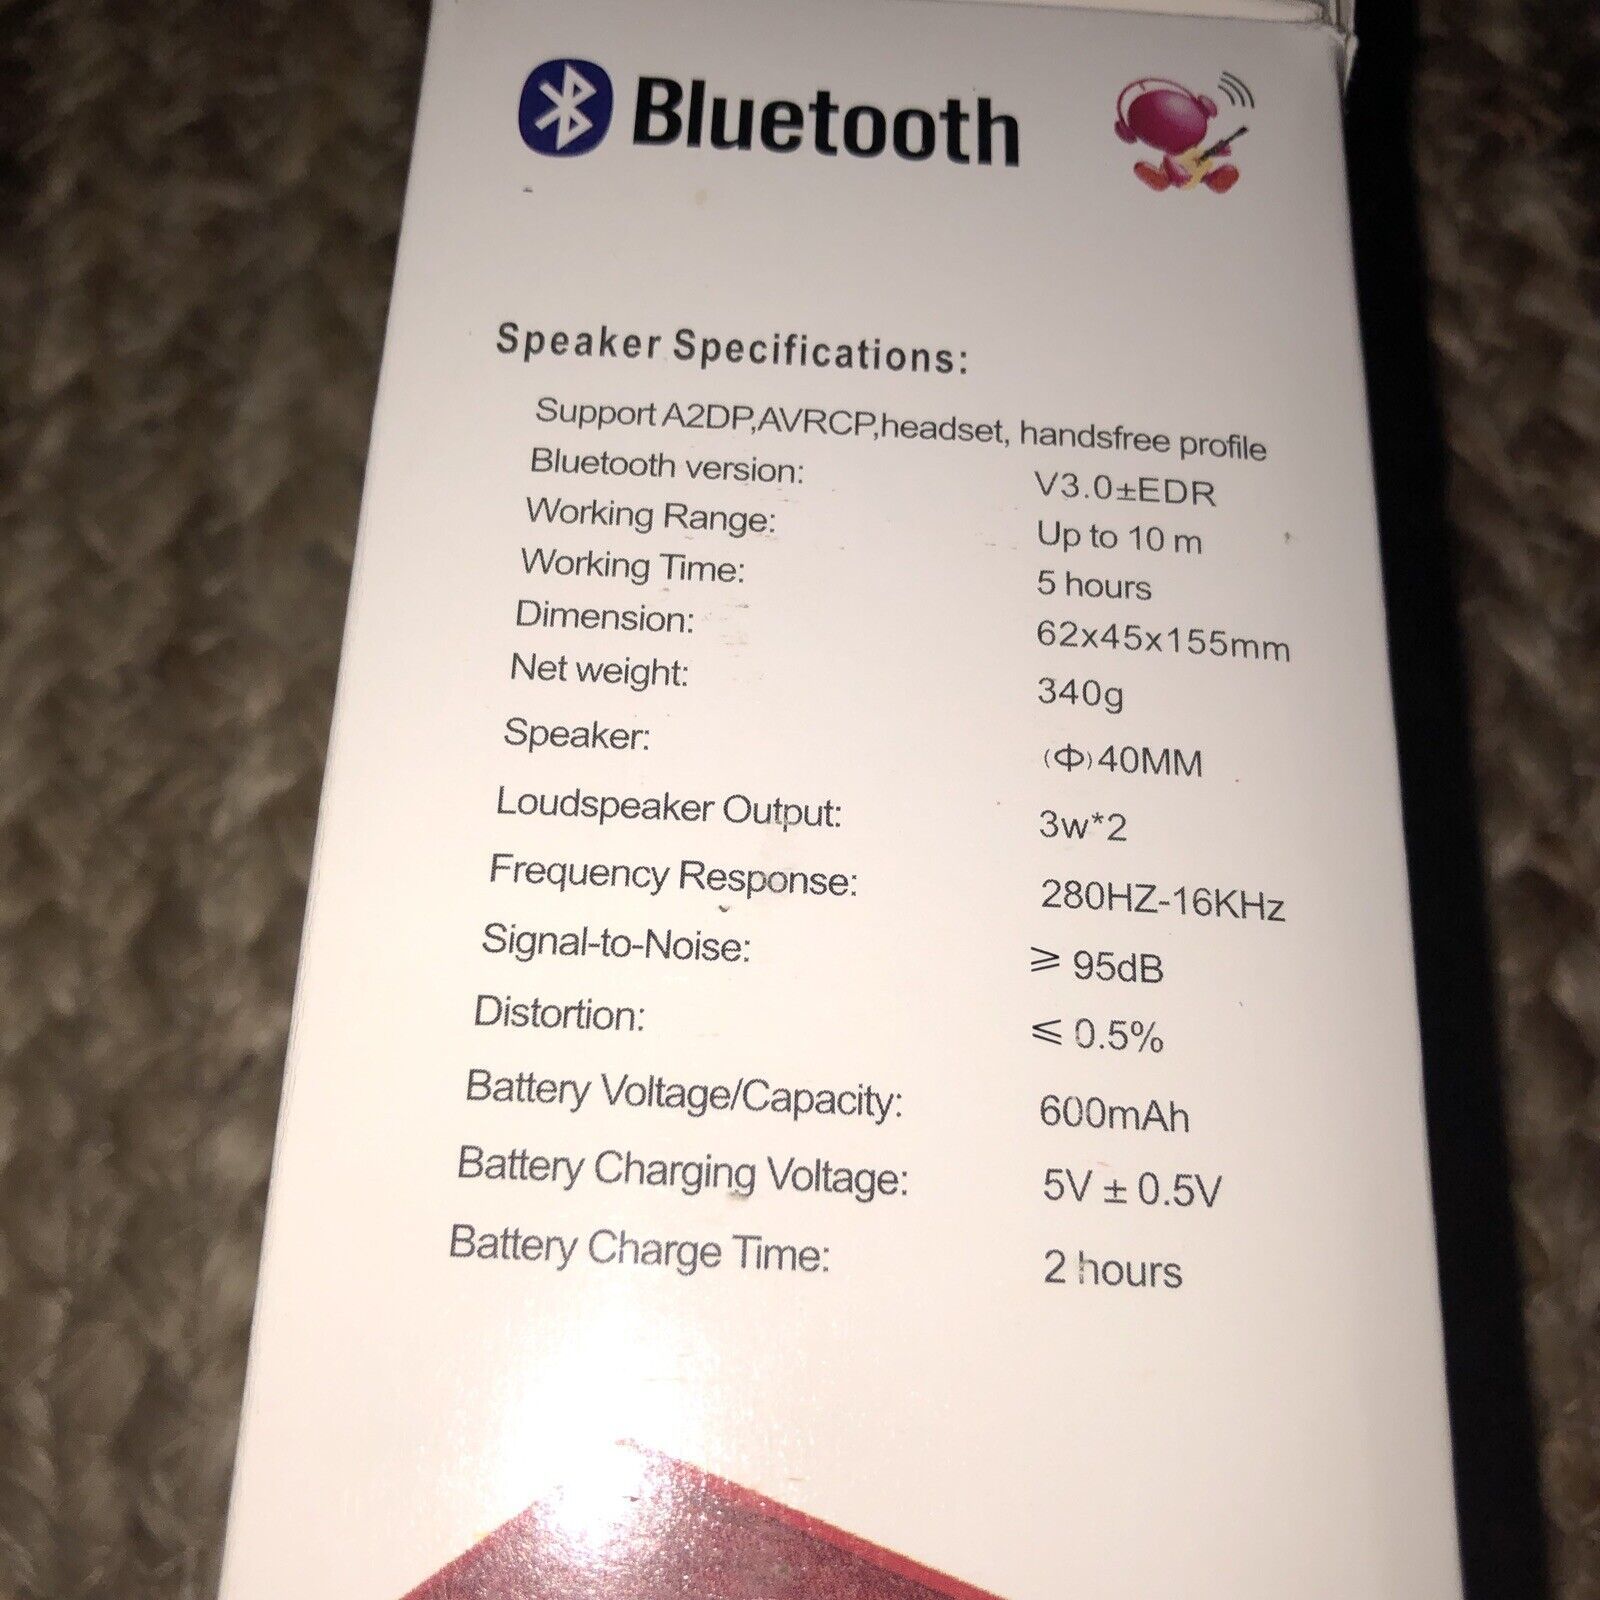 Bluetooth
Speaker Specifications:
Support A2DP,AVRCP,headset, handsfree profile
Bluetooth version: V3.0±EDR
Working Range: Up to 10 m
Working Time: 5 hours
Dimension: 62x45x155mm
Net weight: 340g
Speaker: (Φ)40MM
Loudspeaker Output: 3w*2
Frequency Response: 280HZ-16KHz
Signal-to-Noise: ⩾ 95dB
Distortion: ⩽ 0.5%
Battery Voltage/Capacity: 600mAh
Battery Charging Voltage: 5V ± 0.5V
Battery Charge Time: 2 hours